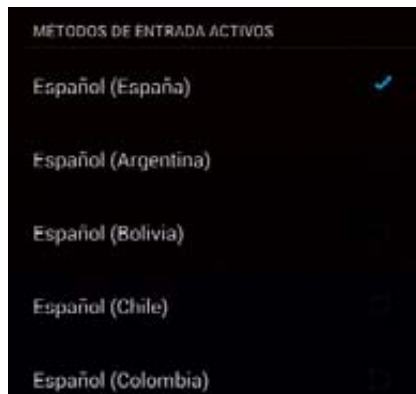 MÉTODOS DE ENTRADA ACTIVOS
Español (España)
Español (Argentina)
Español (Bolivia)
Español (Chile)
Español (Colombia)